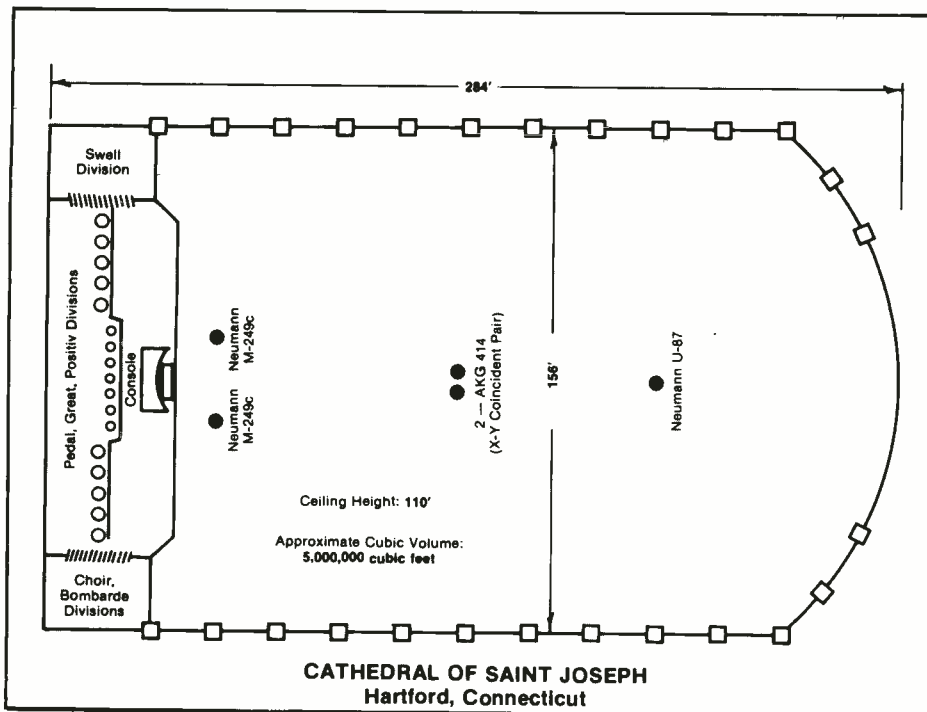 284'
Swell
Division
Pedal, Great, Positiv Divisions
Console
Neumann
M-249c
Neumann
M-249c
2 — AKG 414
(X-Y Coincident Pair)
156'
Neumann U-87
Ceiling Height: 110'
Approximate Cubic Volume:
5,000,000 cubic feet
Choir,
Bombarde
Divisions
CATHEDRAL OF SAINT JOSEPH
Hartford, Connecticut